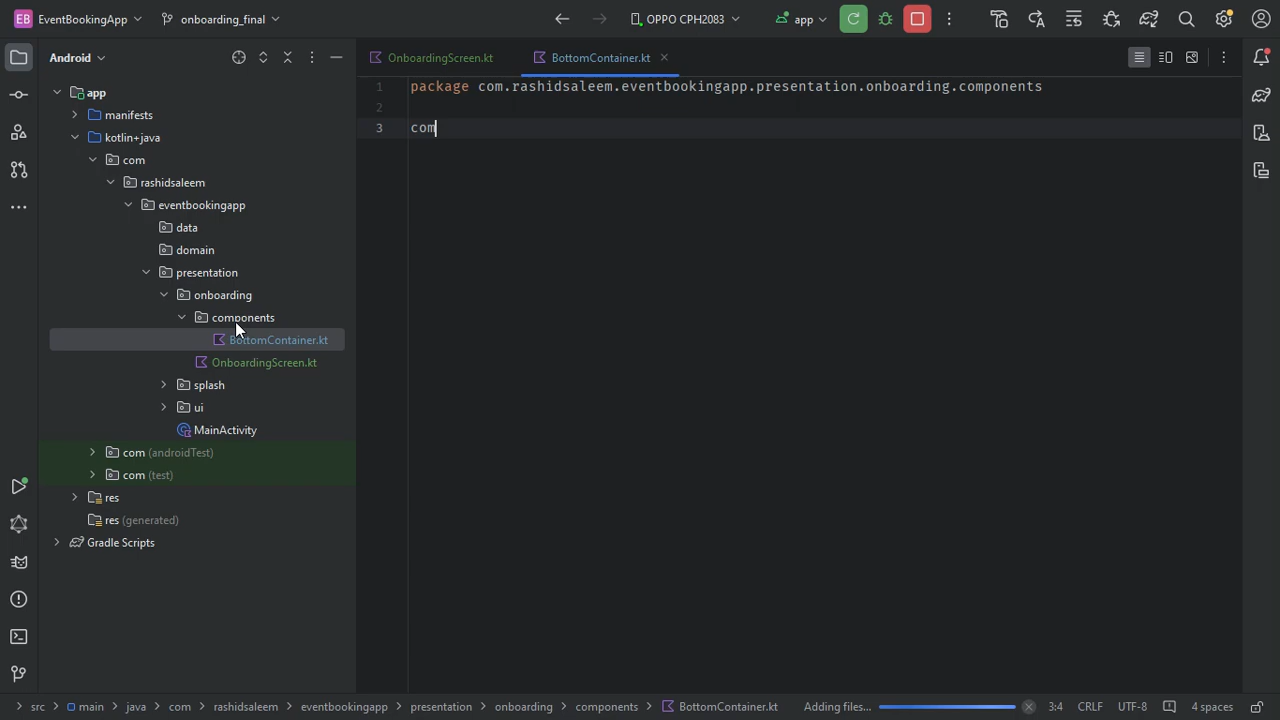 EB EventBookingApp onboarding_final OPPO CPH2083 app
Android
OnboardingScreen.kt
BottomContainer.kt
app
manifests
kotlin+java
com
rashidsaleem
eventbookingapp
data
domain
presentation
onboarding
components
BottomContainer.kt
OnboardingScreen.kt
splash
ui
MainActivity
com (androidTest)
com (test)
res
res (generated)
Gradle Scripts
1 package com.rashidsaleem.eventbookingapp.presentation.onboarding.components
2
3 com
src > main > java > com > rashidsaleem > eventbookingapp > presentation > onboarding > components > BottomContainer.kt Adding files... 3:4 CRLF UTF-8 4 spaces